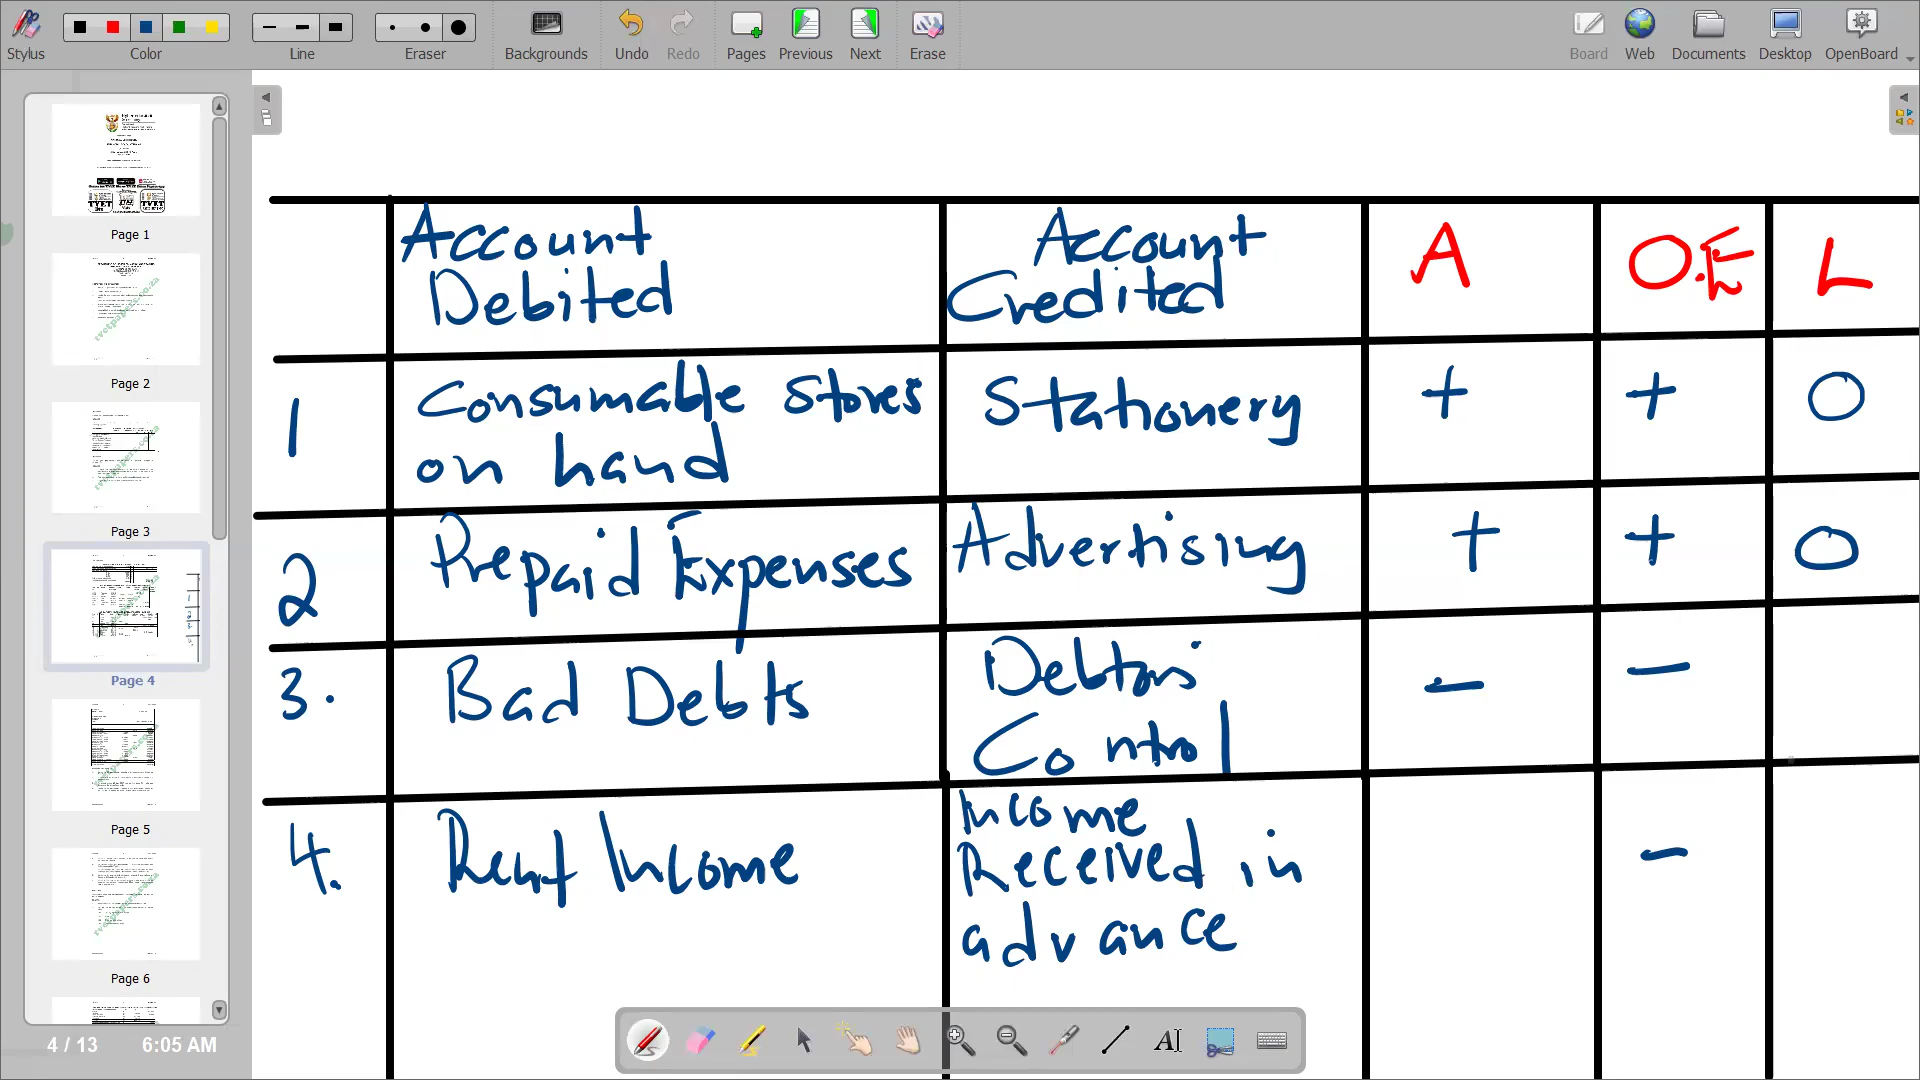 Stylus
Color
Line
Eraser
Backgrounds
Undo
Redo
Pages
Previous
Next
Erase
Board
Web
Documents
Desktop
OpenBoard
Page 1
Page 2
Page 3
Page 4
Page 5
Page 6
4 / 13 6:05 AM
Account Debited
Account Credited
A
O.E
L
1
Consumable Stores
on hand
Stationery
+ + O
2
Prepaid Expenses
Advertising
+ + O
3.
Bad Debts
Debtors
Control
- -
4.
Rent Income
Income
Received in
advance
-